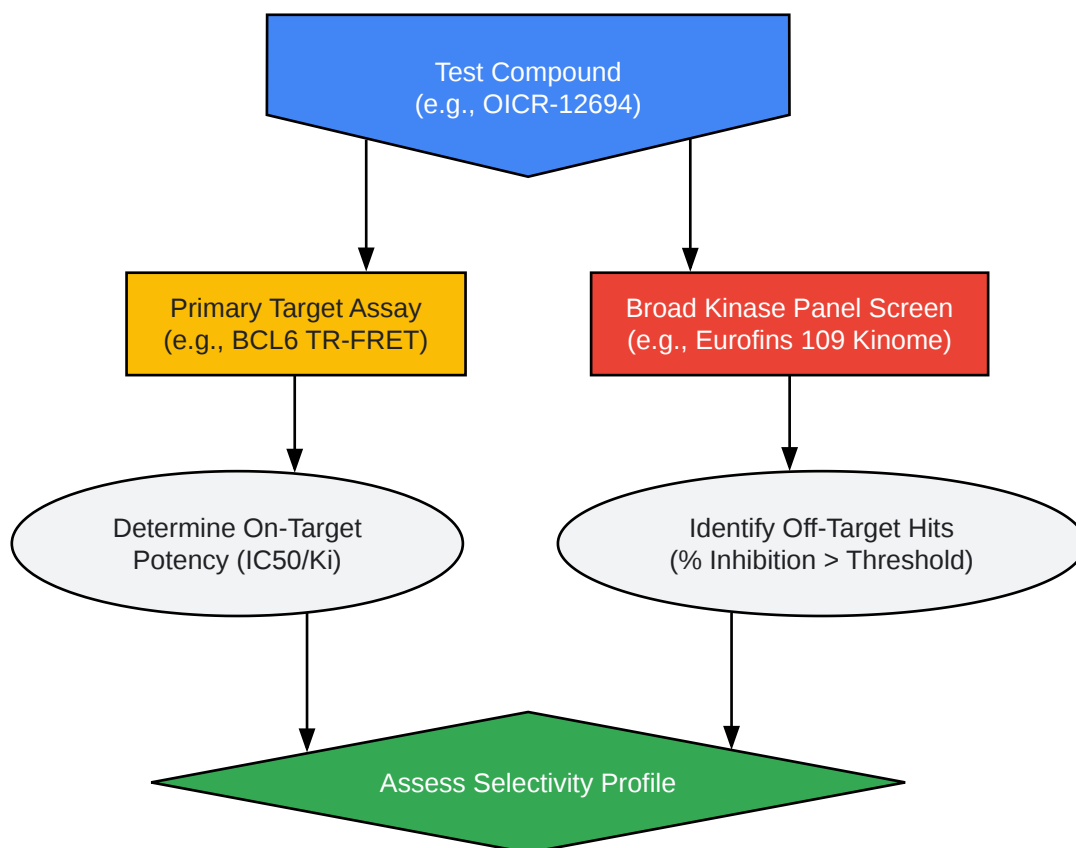 Test Compound
(e.g., OICR-12694)
Primary Target Assay
(e.g., BCL6 TR-FRET)
Broad Kinase Panel Screen
(e.g., Eurofins 109 Kinome)
Determine On-Target
Potency (IC50/Ki)
Identify Off-Target Hits
(% Inhibition > Threshold)
Assess Selectivity Profile